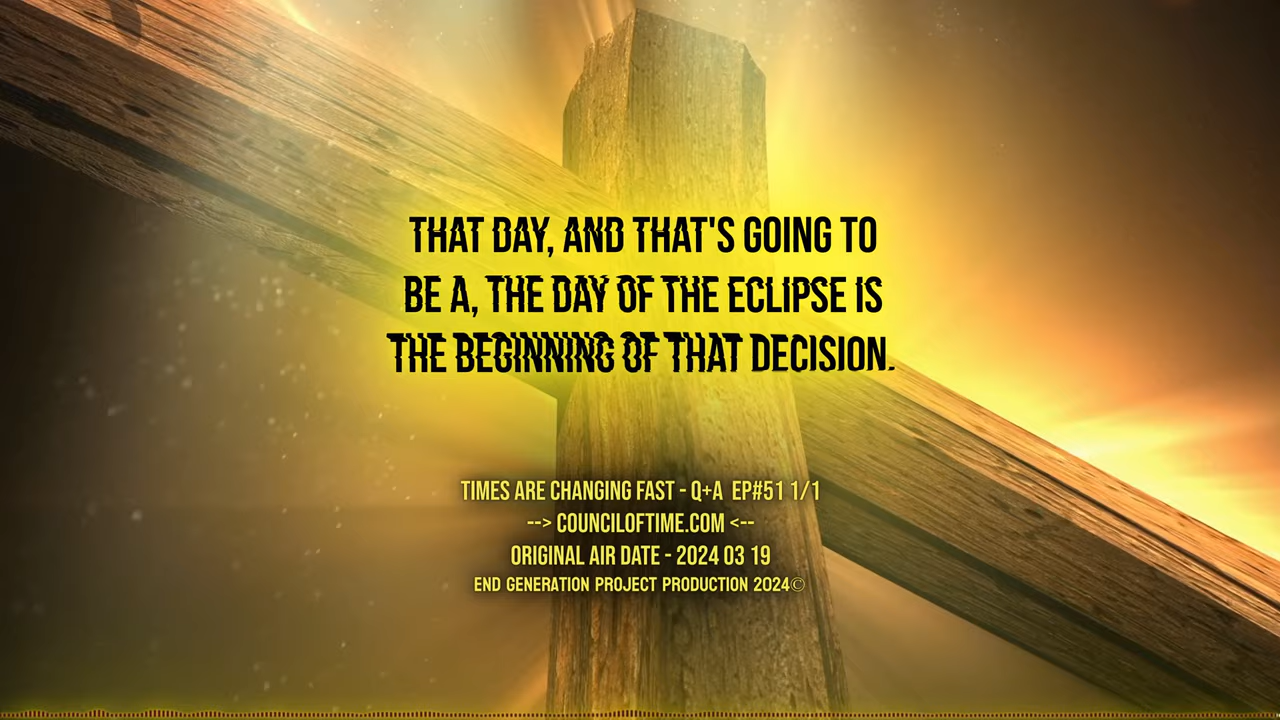 THAT DAY, AND THAT'S GOING TO
BE A, THE DAY OF THE ECLIPSE IS
THE BEGINNING OF THAT DECISION.
TIMES ARE CHANGING FAST - Q+A EP#51 1/1
--> COUNCILOFTIME.COM <--
ORIGINAL AIR DATE - 2024 03 19
END GENERATION PROJECT PRODUCTION 2024©